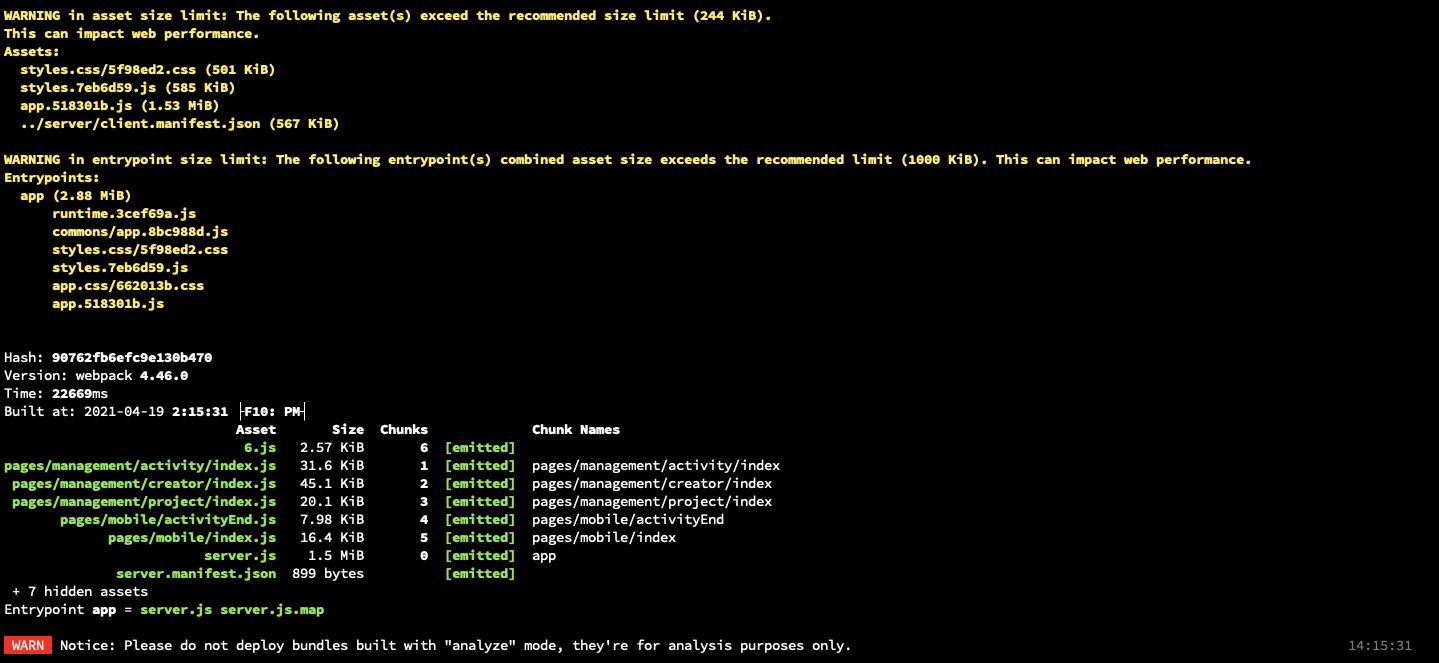 WARNING in asset size limit: The following asset(s) exceed the recommended size limit (244 KiB).
This can impact web performance.
Assets:
  styles.css/5f98ed2.css (501 KiB)
  styles.7eb6d59.js (585 KiB)
  app.518301b.js (1.53 MiB)
  ../server/client.manifest.json (567 KiB)

WARNING in entrypoint size limit: The following entrypoint(s) combined asset size exceeds the recommended limit (1000 KiB). This can impact web performance.
Entrypoints:
  app (2.88 MiB)
      runtime.3cef69a.js
      commons/app.8bc988d.js
      styles.css/5f98ed2.css
      styles.7eb6d59.js
      app.css/662013b.css
      app.518301b.js

Hash: 90762fb6efc9e130b470
Version: webpack 4.46.0
Time: 22669ms
Built at: 2021-04-19 2:15:31 ├F10: PM┤
Asset Size Chunks Chunk Names
6.js 2.57 KiB 6 [emitted]
pages/management/activity/index.js 31.6 KiB 1 [emitted] pages/management/activity/index
pages/management/creator/index.js 45.1 KiB 2 [emitted] pages/management/creator/index
pages/management/project/index.js 20.1 KiB 3 [emitted] pages/management/project/index
pages/mobile/activityEnd.js 7.98 KiB 4 [emitted] pages/mobile/activityEnd
pages/mobile/index.js 16.4 KiB 5 [emitted] pages/mobile/index
server.js 1.5 MiB 0 [emitted] app
server.manifest.json 899 bytes [emitted]
 + 7 hidden assets
Entrypoint app = server.js server.js.map

WARN Notice: Please do not deploy bundles built with "analyze" mode, they're for analysis purposes only. 14:15:31